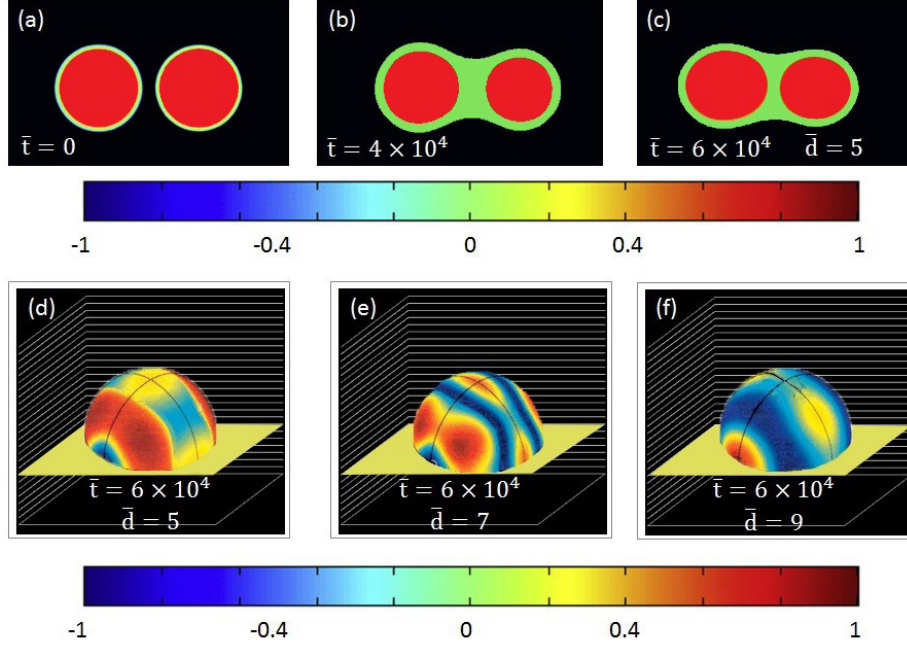 (a)
t̄ = 0
(b)
t̄ = 4 × 10⁴
(c)
t̄ = 6 × 10⁴ d̄ = 5
-1 -0.4 0 0.4 1
(d)
t̄ = 6 × 10⁴
d̄ = 5
(e)
t̄ = 6 × 10⁴
d̄ = 7
(f)
t̄ = 6 × 10⁴
d̄ = 9
-1 -0.4 0 0.4 1